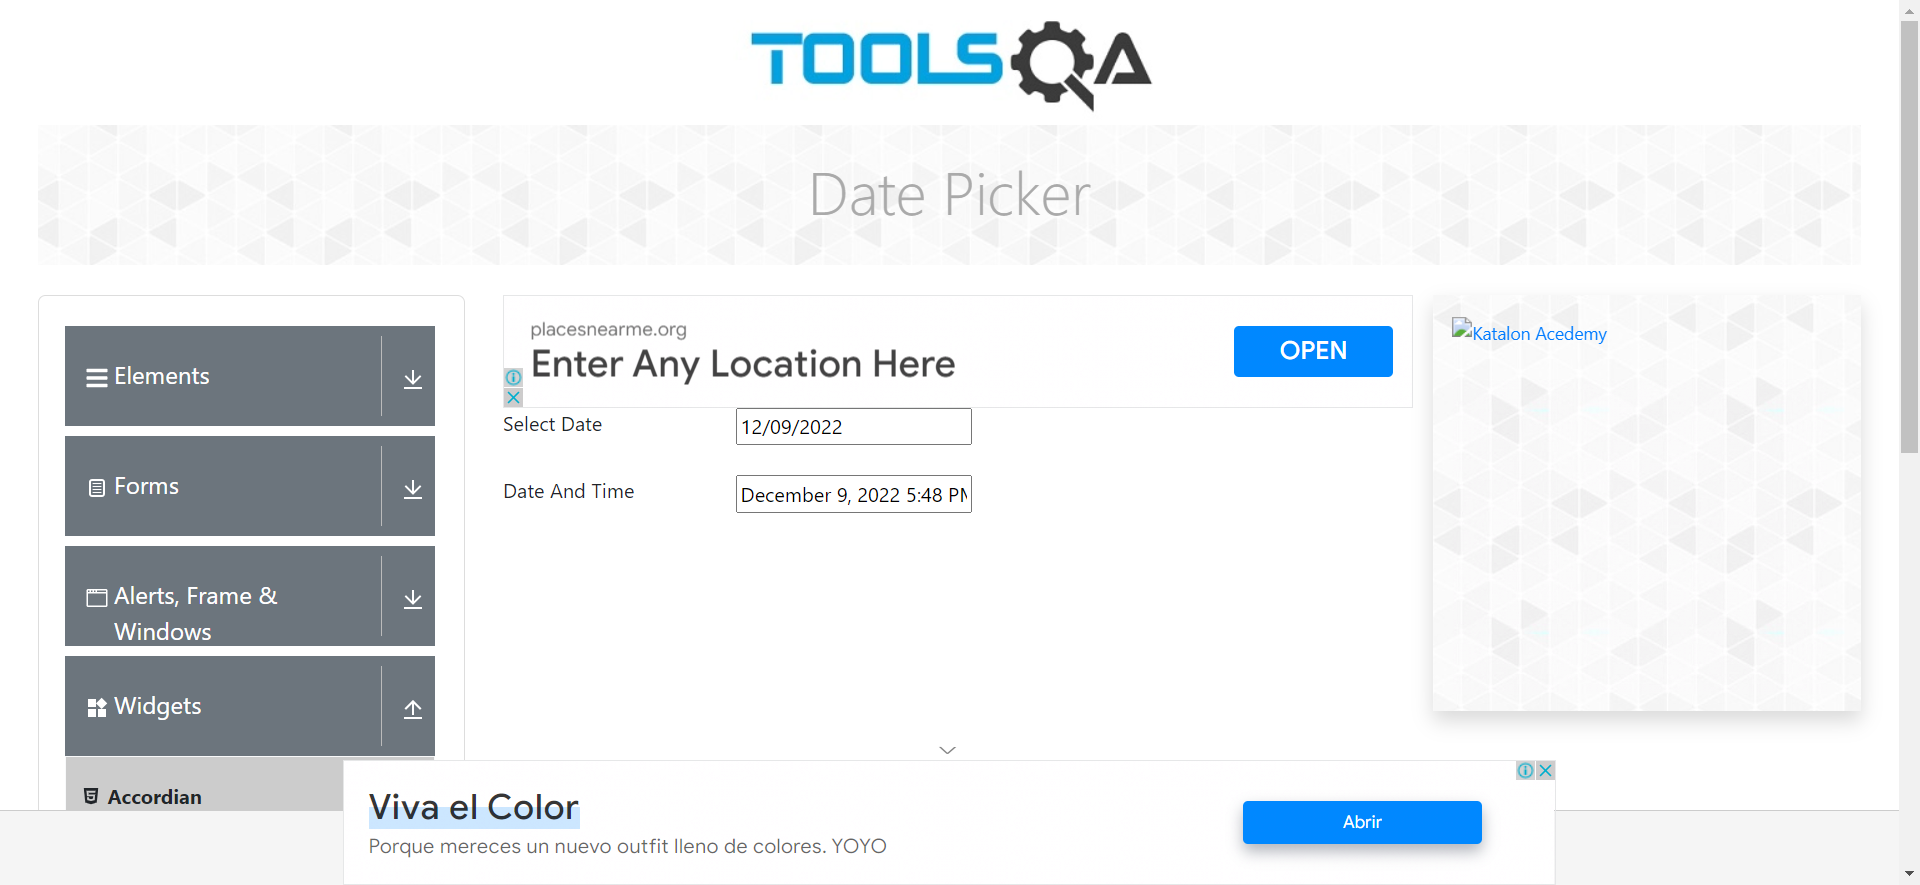 TOOLSQA
Date Picker
Elements
Forms
Alerts, Frame &
Windows
Widgets
Accordian
placesnearme.org
Enter Any Location Here
OPEN
Select Date
12/09/2022
Date And Time
December 9, 2022 5:48 PM
Katalon Acedemy
Viva el Color
Porque mereces un nuevo outfit lleno de colores. YOYO
Abrir